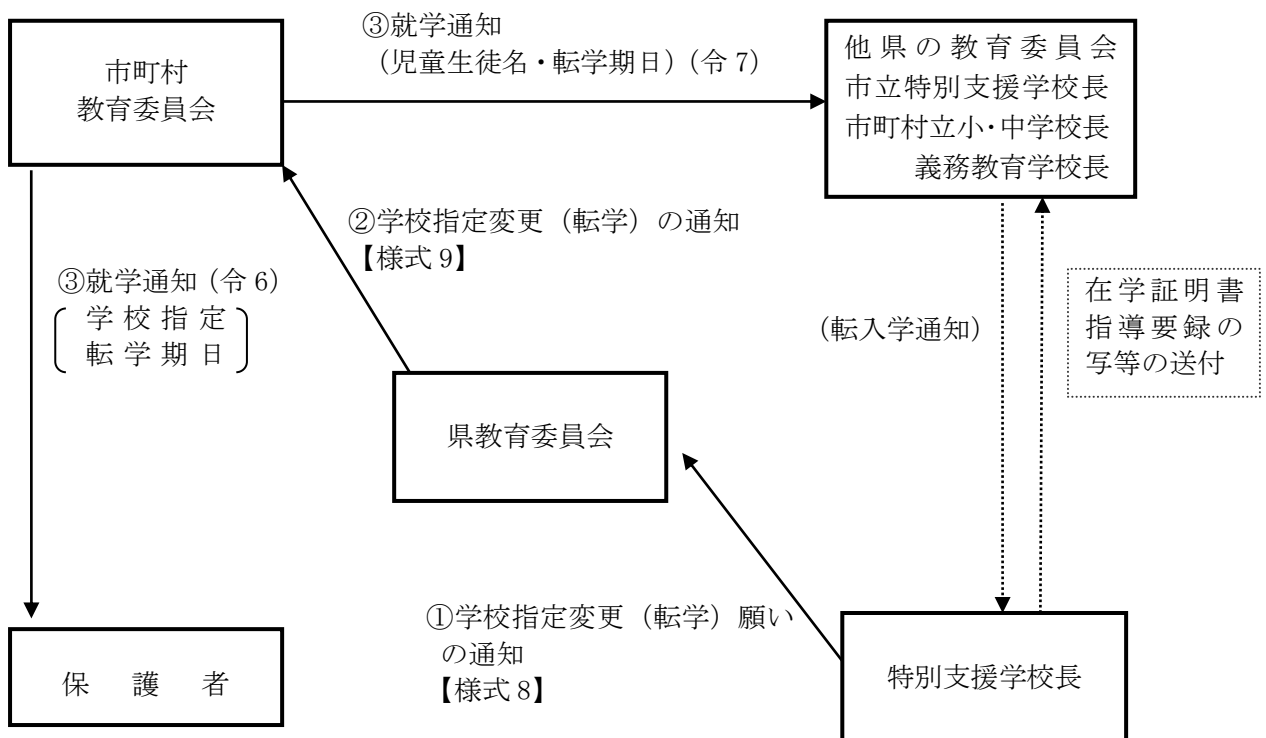 市町村
教育委員会
③就学通知
(児童生徒名・転学期日)(令7)
他県の教育委員会
市立特別支援学校長
市町村立小・中学校長
義務教育学校長
②学校指定変更(転学)の通知
【様式9】
③就学通知(令6)
学校指定
転学期日
(転入学通知)
在学証明書
指導要録の
写等の送付
県教育委員会
①学校指定変更(転学)願い
の通知
【様式8】
保護者
特別支援学校長